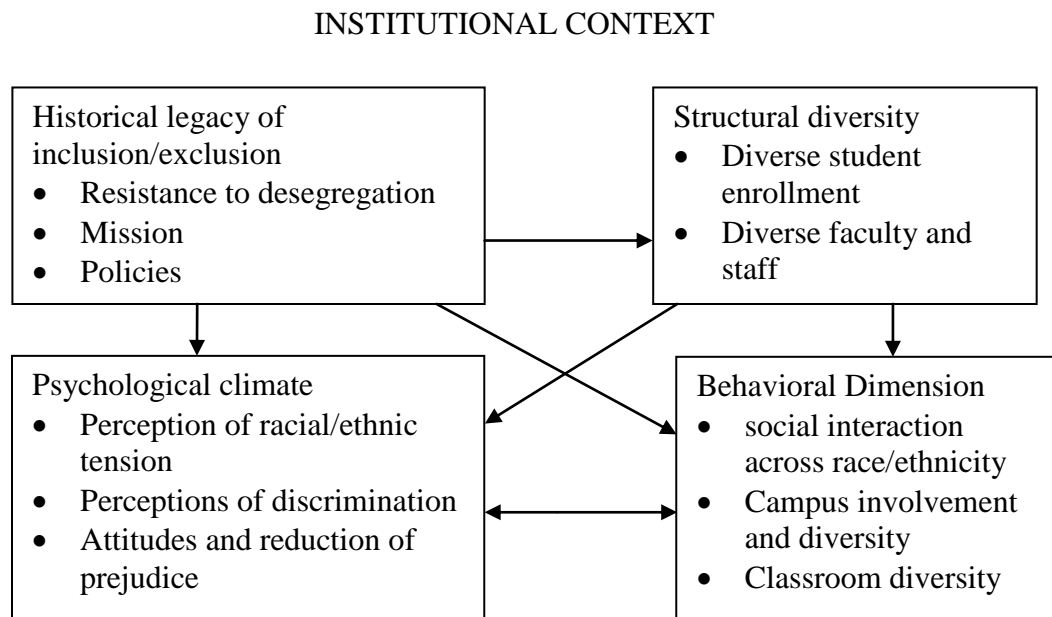 INSTITUTIONAL CONTEXT
Historical legacy of
inclusion/exclusion
• Resistance to desegregation
• Mission
• Policies
Structural diversity
• Diverse student
enrollment
• Diverse faculty and
staff
Psychological climate
• Perception of racial/ethnic
tension
• Perceptions of discrimination
• Attitudes and reduction of
prejudice
Behavioral Dimension
• social interaction
across race/ethnicity
• Campus involvement
and diversity
• Classroom diversity